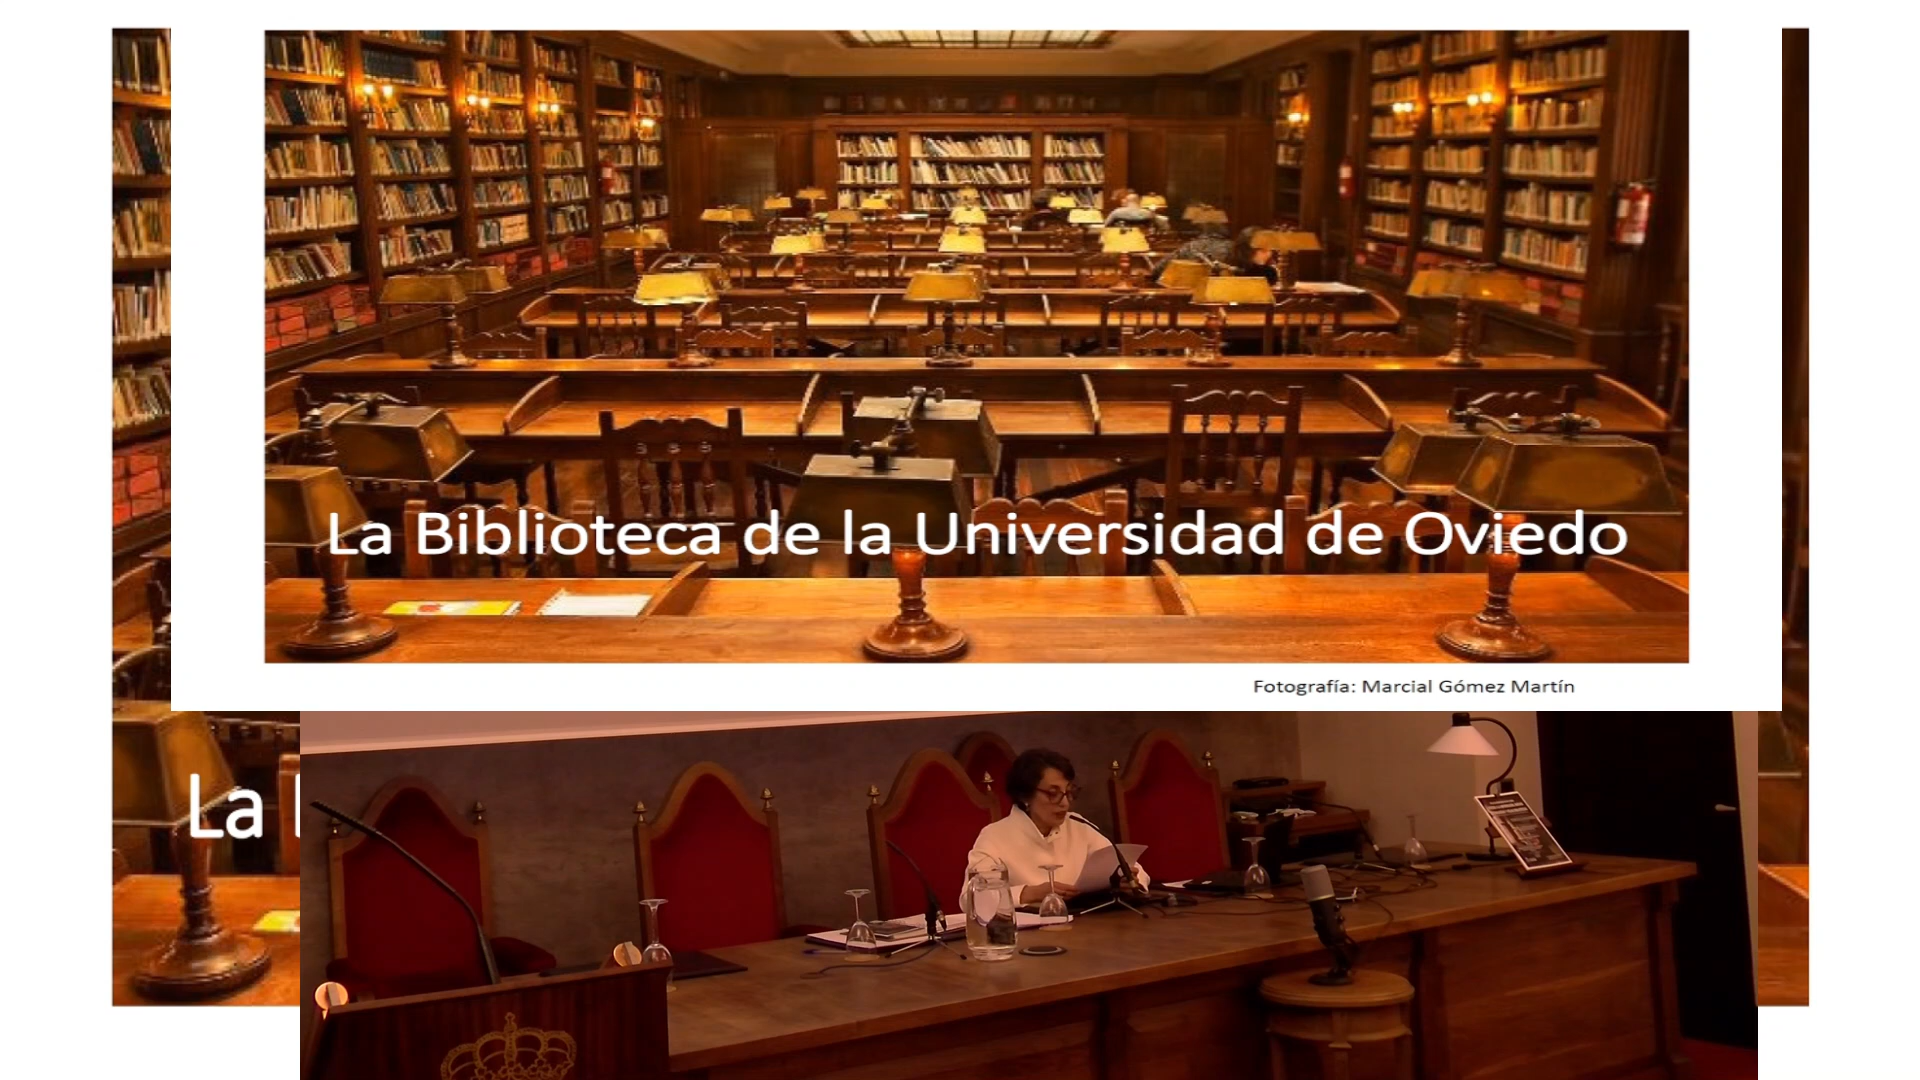 La Biblioteca de la Universidad de Oviedo
Fotografía: Marcial Gómez Martín
La